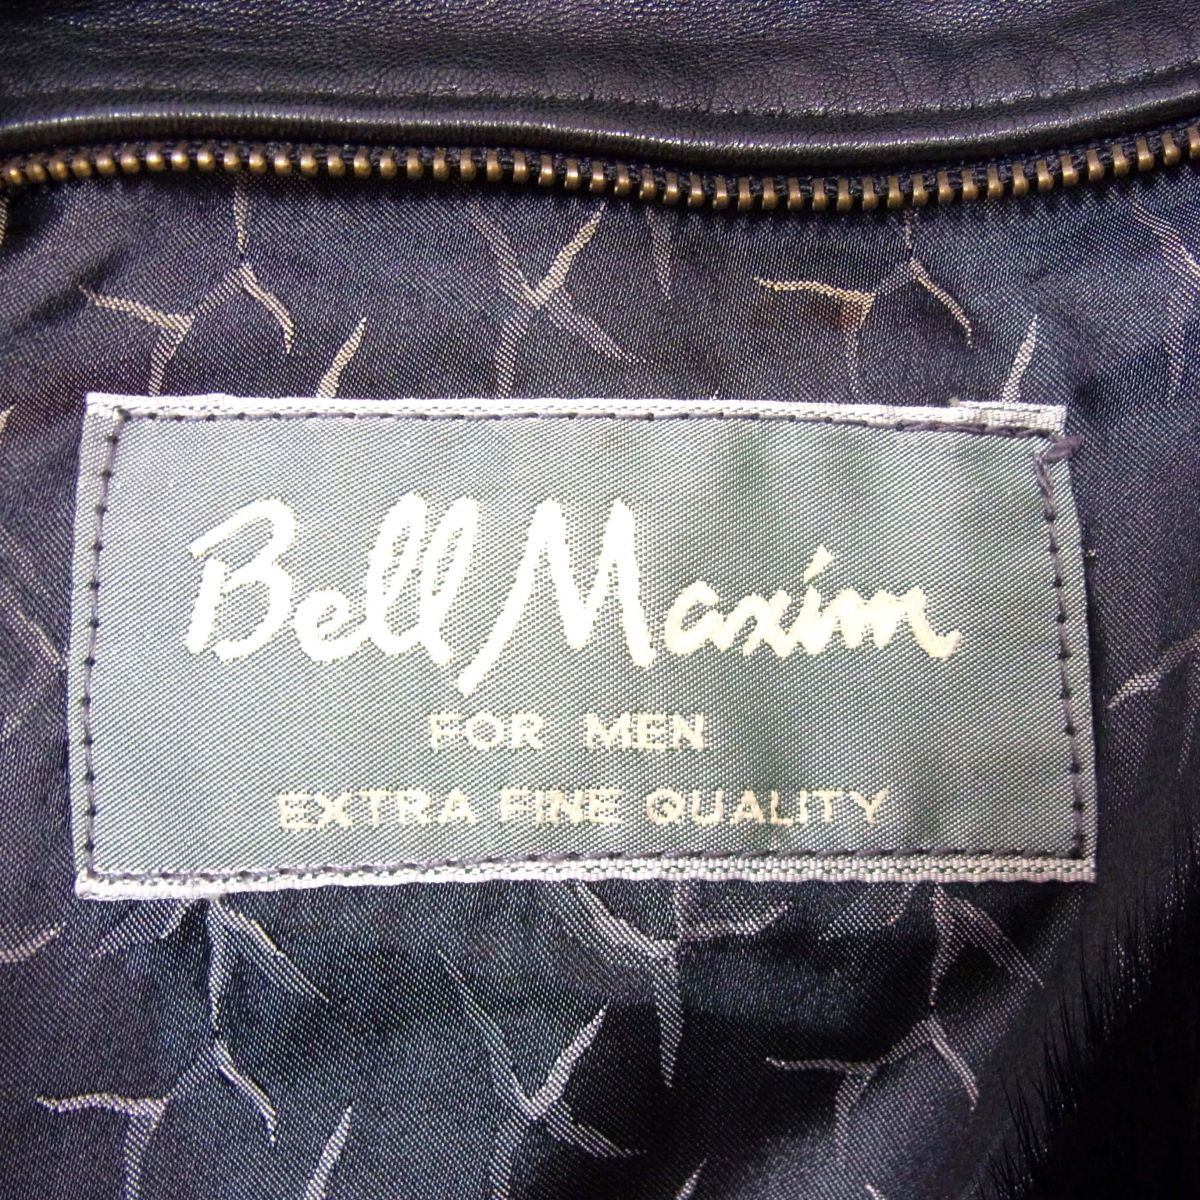 Bell Maxim
FOR MEN
EXTRA FINE QUALITY